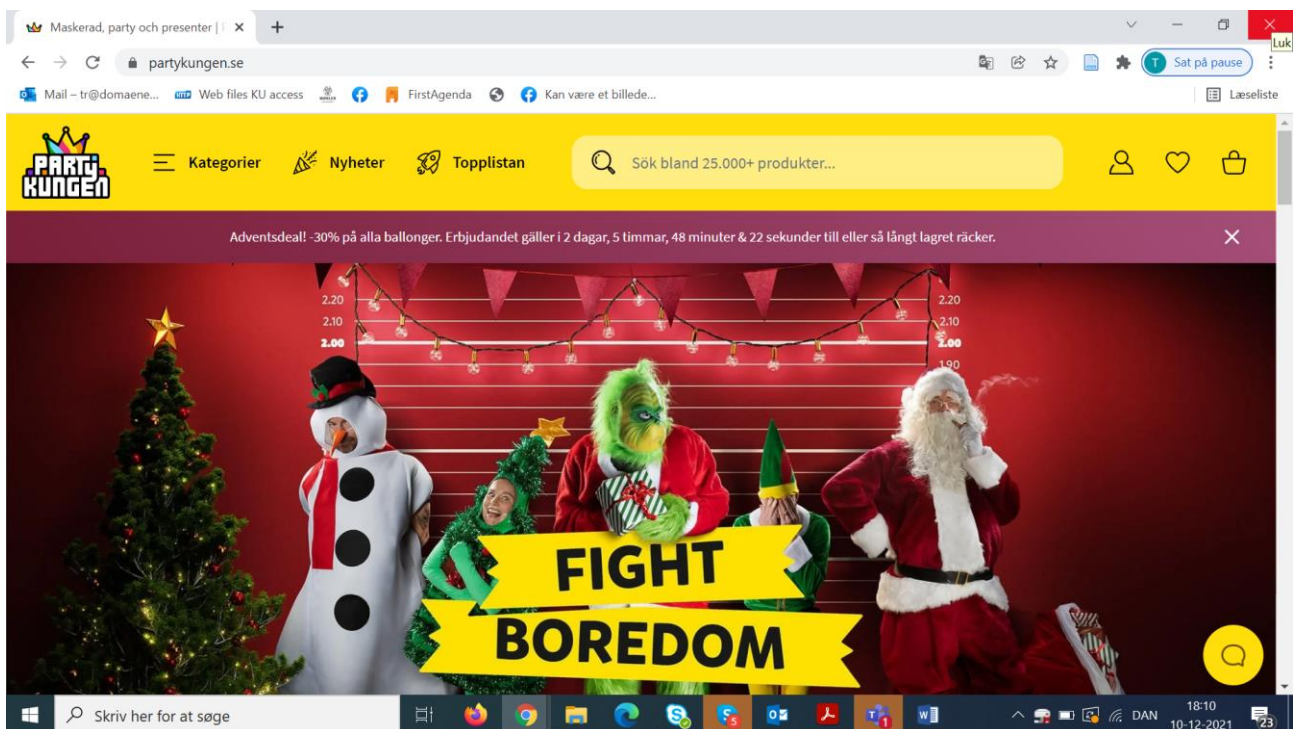 Maskerad, party och presenter |
Luk
partykungen.se
Sat på pause
T
Mail – tr@domaene...
Web files KU access
FirstAgenda
Kan være et billede...
Læseliste
PARTY
KUNGEN
Kategorier
Nyheter
Topplistan
Sök bland 25.000+ produkter...
Adventsdeal! -30% på alla ballonger. Erbjudandet gäller i 2 dagar, 5 timmar, 48 minuter & 22 sekunder till eller så långt lagret räcker.
2.20 2.20
2.10 2.10
2.00 2.00
1.90
FIGHT
BOREDOM
Skriv her for at søge
5
1
DAN
18:10
10-12-2021
23